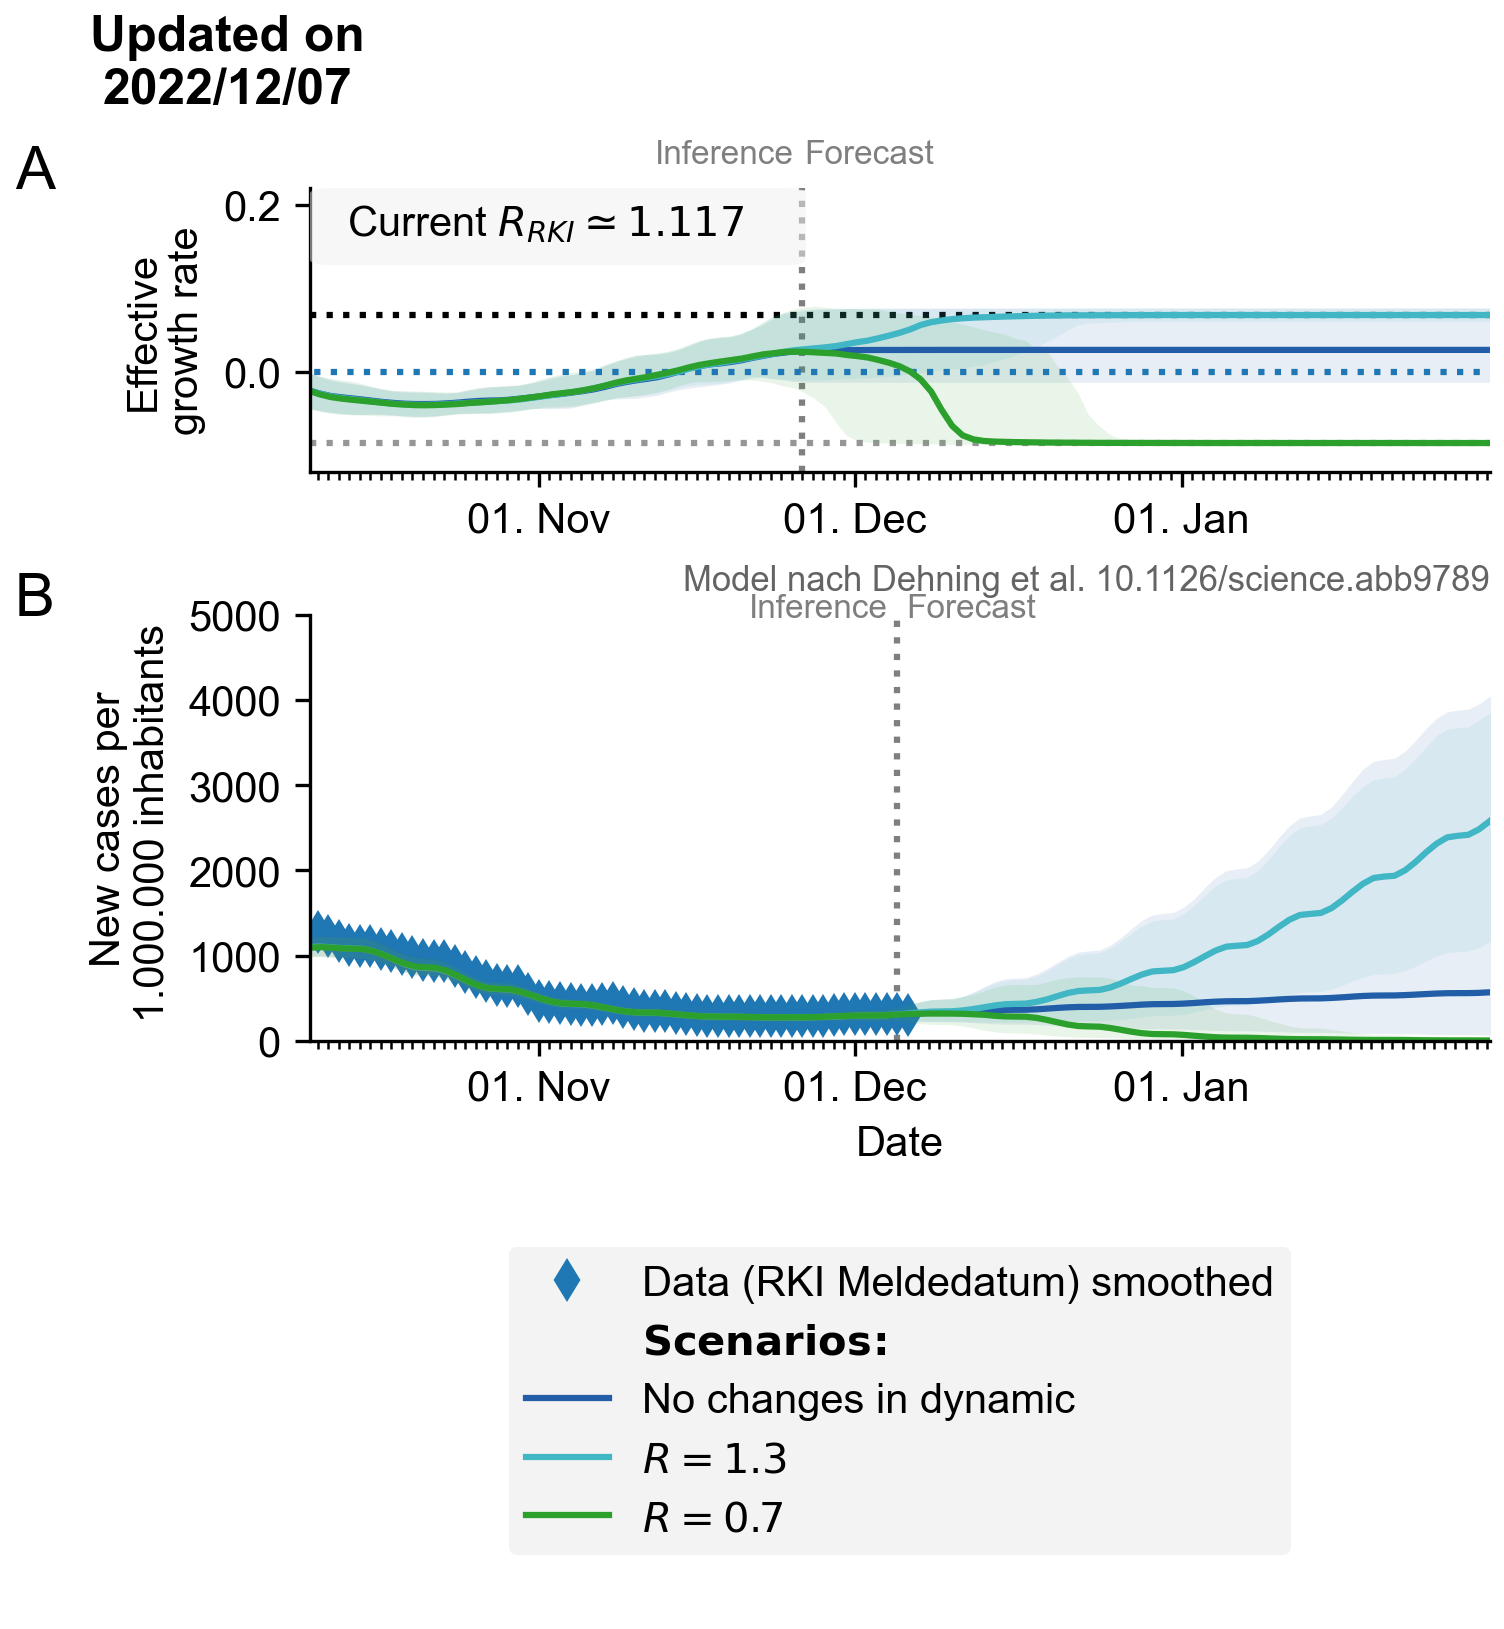 Updated on
2022/12/07
A
Inference Forecast
Current R_RKI ≃ 1.117
0.2
0.0
Effective
growth rate
01. Nov 01. Dec 01. Jan
Model nach Dehning et al. 10.1126/science.abb9789
B
Inference Forecast
5000
4000
3000
2000
1000
0
New cases per
1.000.000 inhabitants
01. Nov 01. Dec 01. Jan
Date
Data (RKI Meldedatum) smoothed
Scenarios:
No changes in dynamic
R = 1.3
R = 0.7